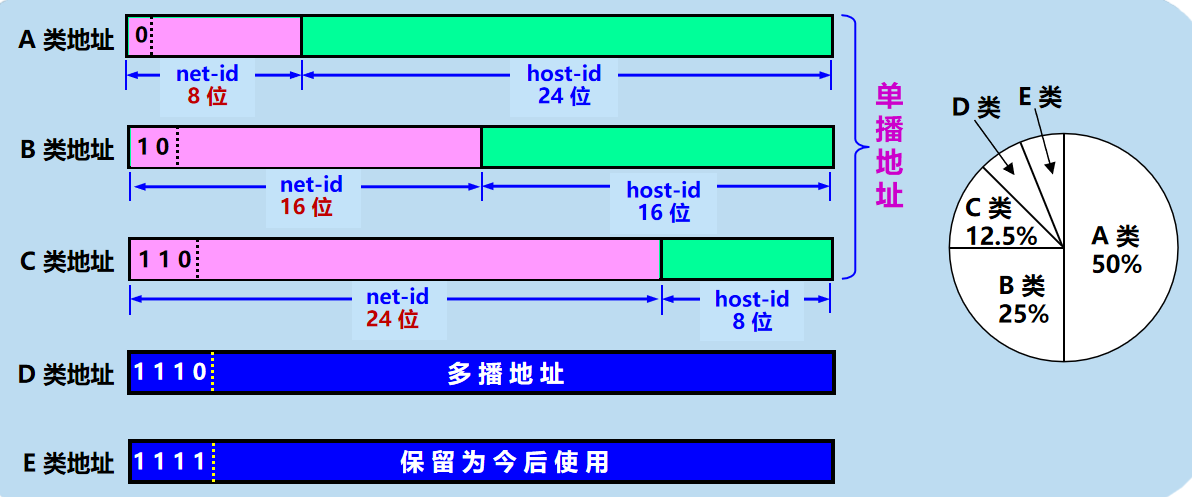 A 类地址
0
net-id
8 位
host-id
24 位
B 类地址
1 0
net-id
16 位
host-id
16 位
C 类地址
1 1 0
net-id
24 位
host-id
8 位
D 类地址
1 1 1 0
多播地址
E 类地址
1 1 1 1
保留为今后使用
单播地址
D 类
E 类
C 类
12.5%
A 类
50%
B 类
25%